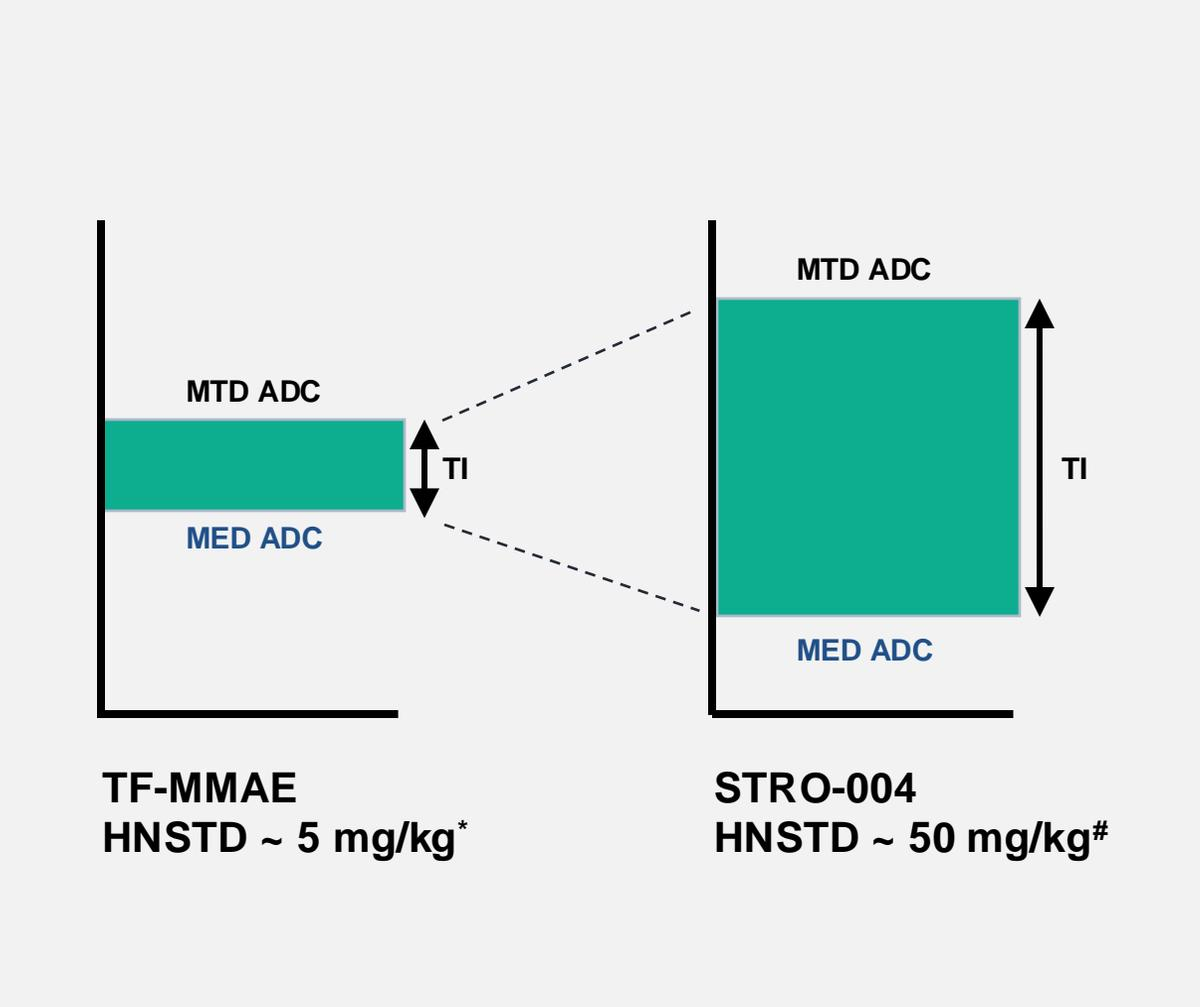 MTD ADC
TI
MED ADC
TF-MMAE
HNSTD ~ 5 mg/kg*
MTD ADC
TI
MED ADC
STRO-004
HNSTD ~ 50 mg/kg#